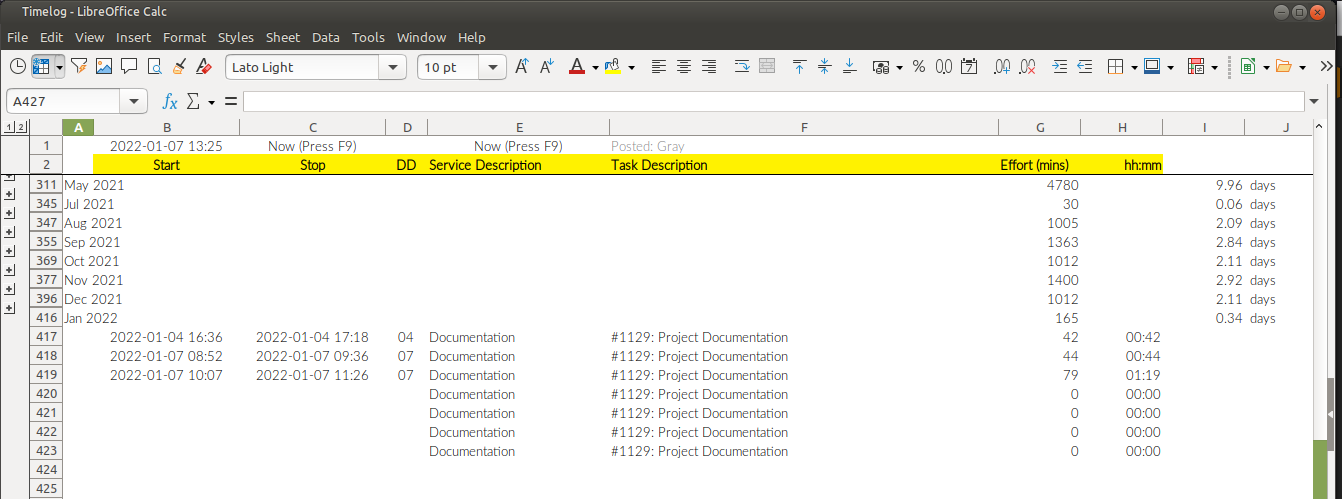 Timelog - LibreOffice Calc
File Edit View Insert Format Styles Sheet Data Tools Window Help
Lato Light 10 pt A A A % 0.0 7 .00 .0X
A427 fx Σ =
1 2 A B C D E F G H I J
1 2022-01-07 13:25 Now (Press F9) Now (Press F9) Posted: Gray
2 Start Stop DD Service Description Task Description Effort (mins) hh:mm
311 May 2021 4780 9.96 days
345 Jul 2021 30 0.06 days
347 Aug 2021 1005 2.09 days
355 Sep 2021 1363 2.84 days
369 Oct 2021 1012 2.11 days
377 Nov 2021 1400 2.92 days
396 Dec 2021 1012 2.11 days
416 Jan 2022 165 0.34 days
417 2022-01-04 16:36 2022-01-04 17:18 04 Documentation #1129: Project Documentation 42 00:42
418 2022-01-07 08:52 2022-01-07 09:36 07 Documentation #1129: Project Documentation 44 00:44
419 2022-01-07 10:07 2022-01-07 11:26 07 Documentation #1129: Project Documentation 79 01:19
420 Documentation #1129: Project Documentation 0 00:00
421 Documentation #1129: Project Documentation 0 00:00
422 Documentation #1129: Project Documentation 0 00:00
423 Documentation #1129: Project Documentation 0 00:00
424
425